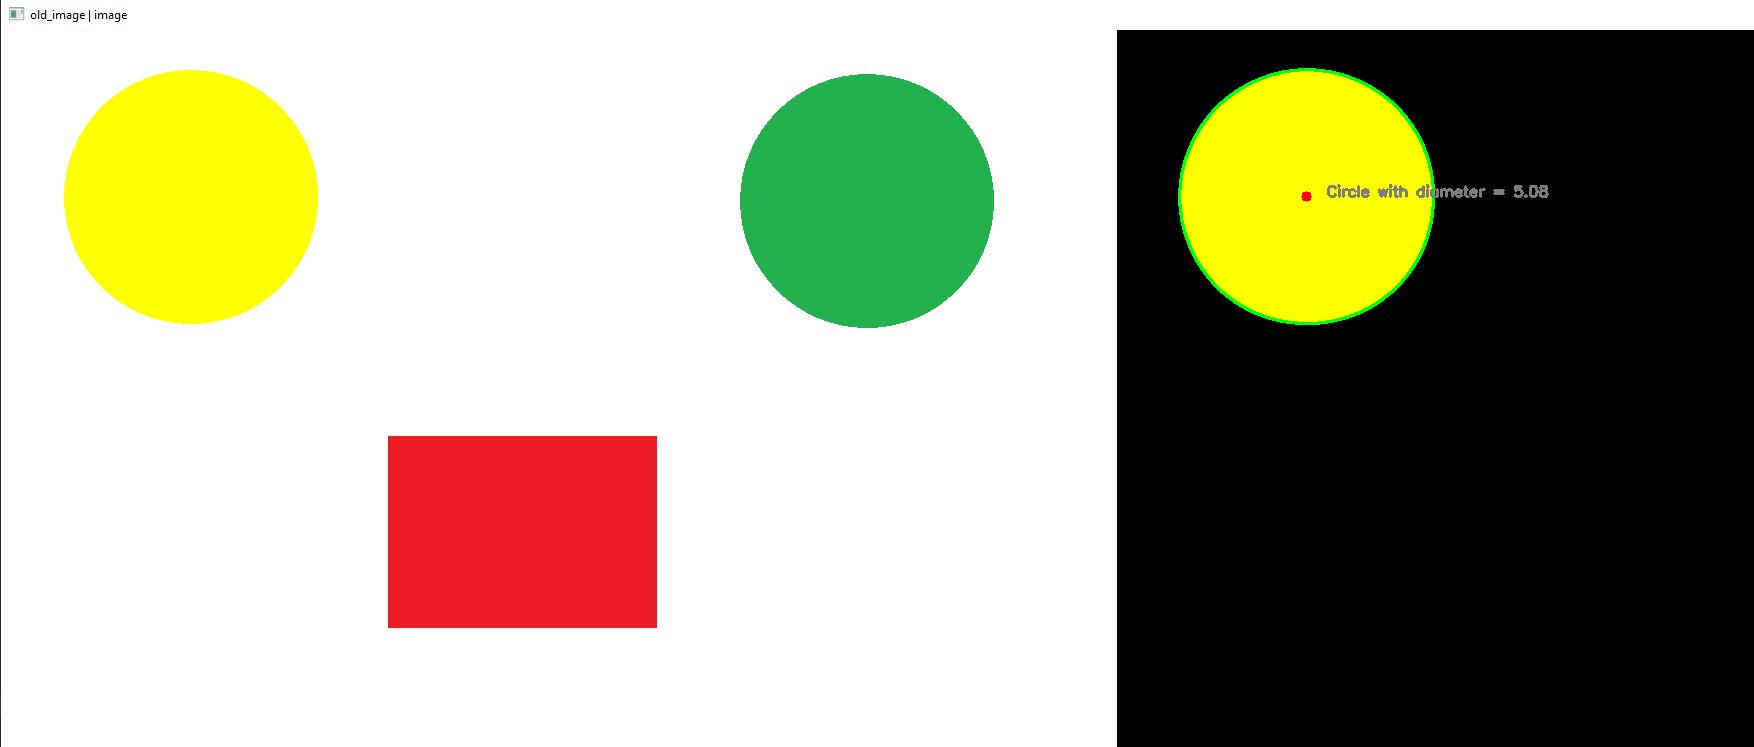 old_image | image
Circle with diameter = 5.08